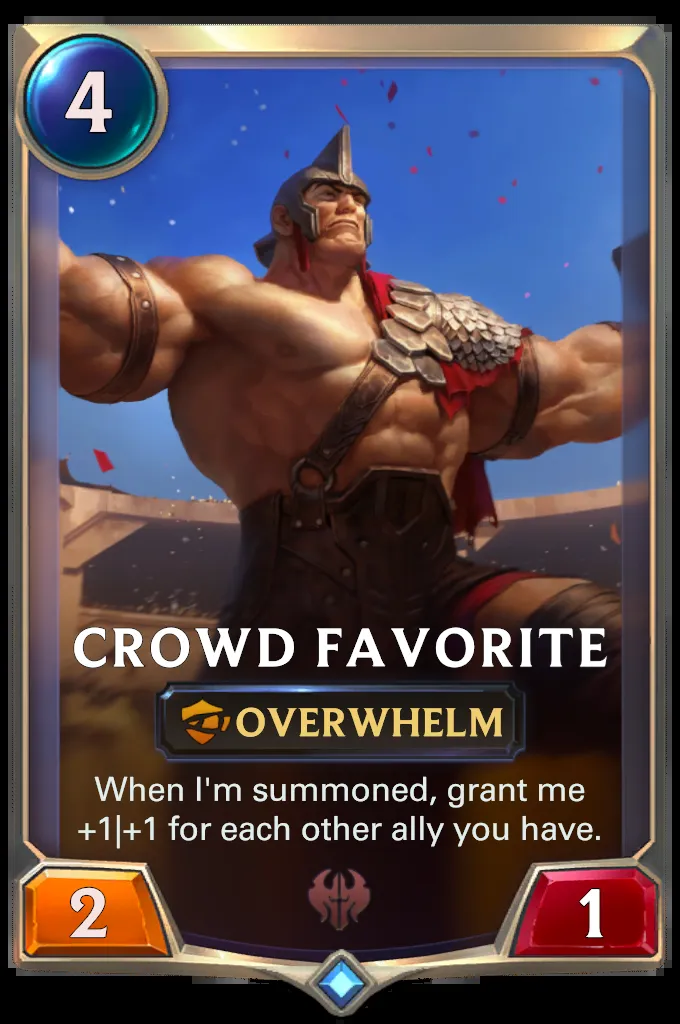 4
CROWD FAVORITE
OVERWHELM
When I'm summoned, grant me
+1|+1 for each other ally you have.
2
1